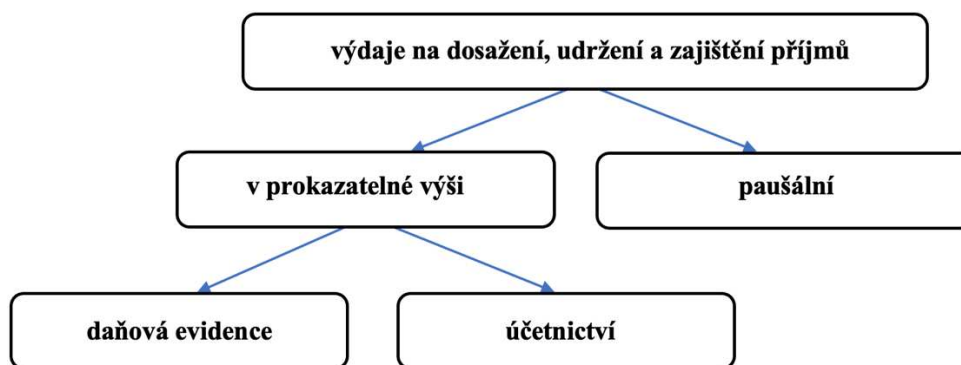 výdaje na dosažení, udržení a zajištění příjmů
v prokazatelné výši
paušální
daňová evidence
účetnictví